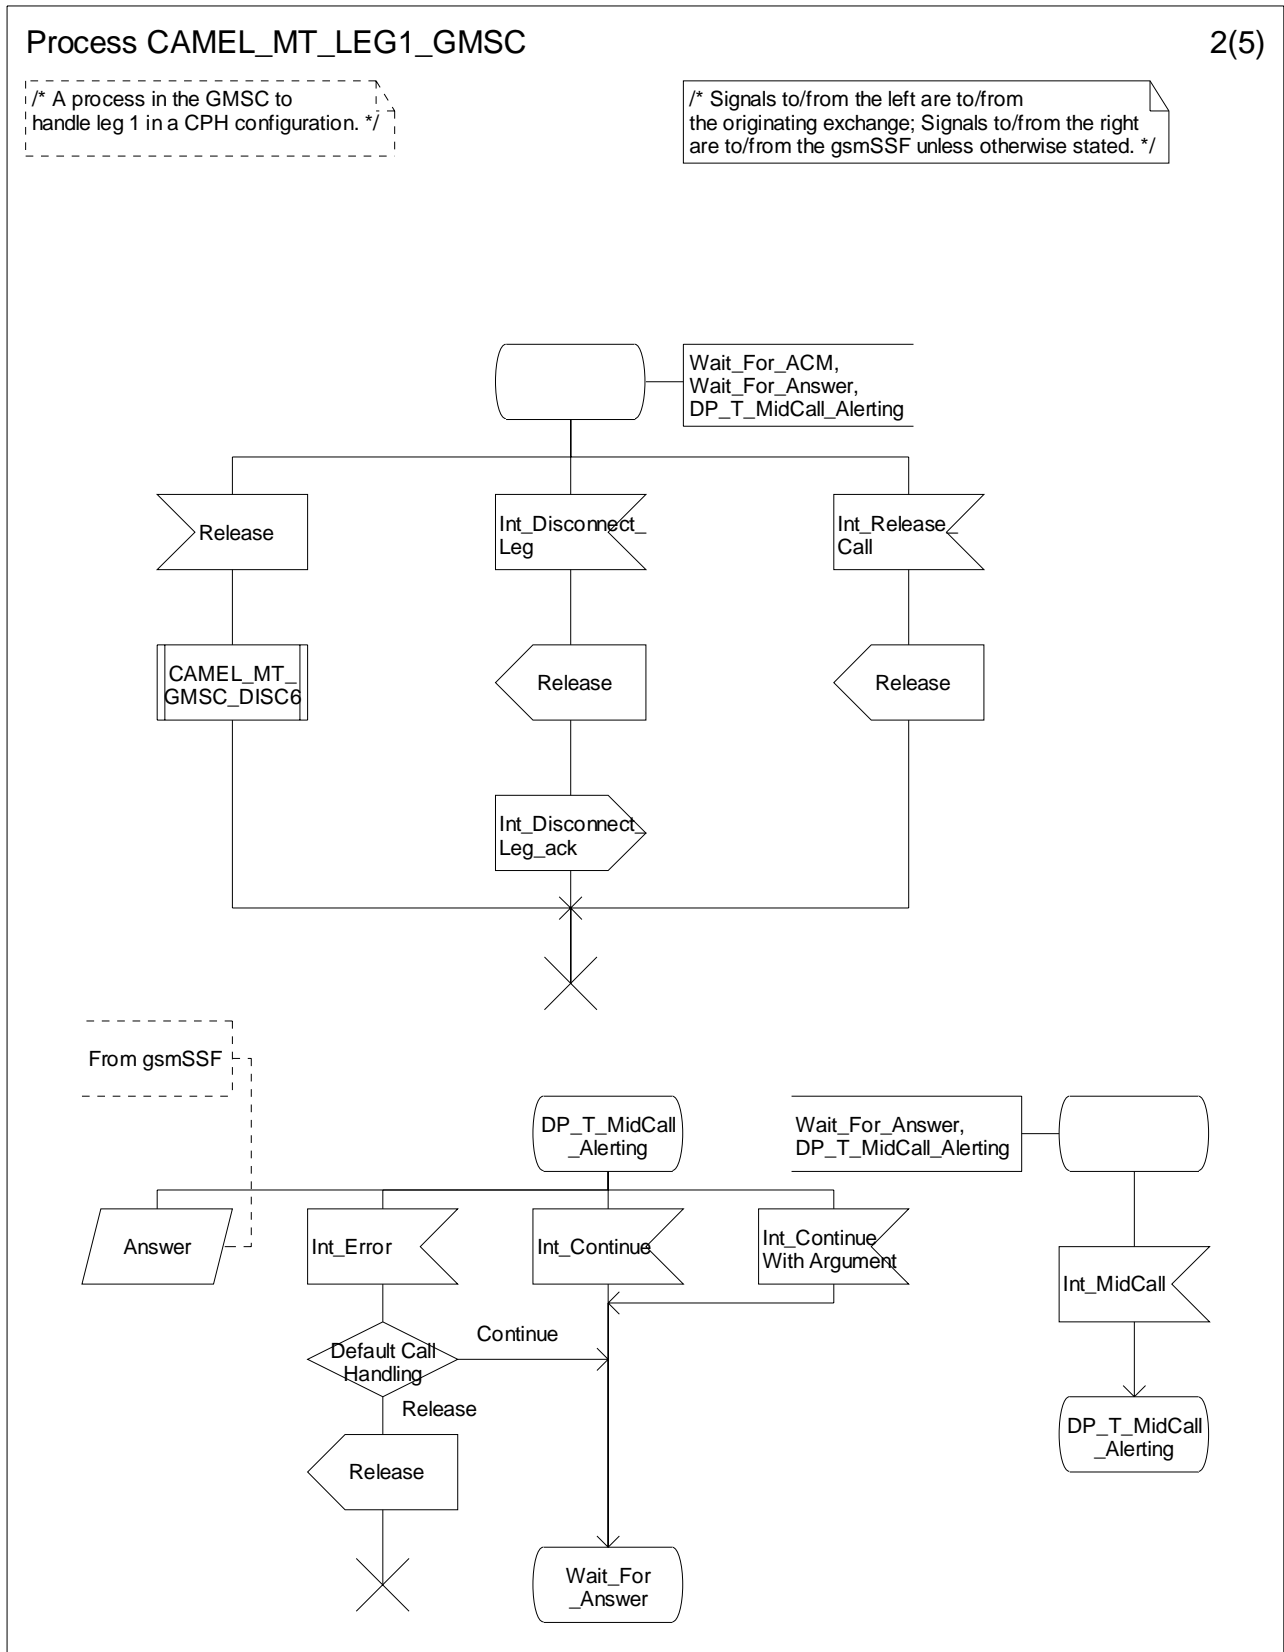 Process CAMEL_MT_LEG1_GMSC
2(5)
/* A process in the GMSC to
handle leg 1 in a CPH configuration. */
/* Signals to/from the left are to/from
the originating exchange; Signals to/from the right
are to/from the gsmSSF unless otherwise stated. */
Wait_For_ACM,
Wait_For_Answer,
DP_T_MidCall_Alerting
Release
Int_Disconnect_
Leg
Int_Release_
Call
CAMEL_MT_
GMSC_DISC6
Release
Release
Int_Disconnect_
Leg_ack
From gsmSSF
DP_T_MidCall
_Alerting
Wait_For_Answer,
DP_T_MidCall_Alerting
Answer
Int_Error
Int_Continue
Int_Continue_
With Argument
Int_MidCall
Default Call
Handling
Continue
Release
DP_T_MidCall
_Alerting
Release
Wait_For
_Answer